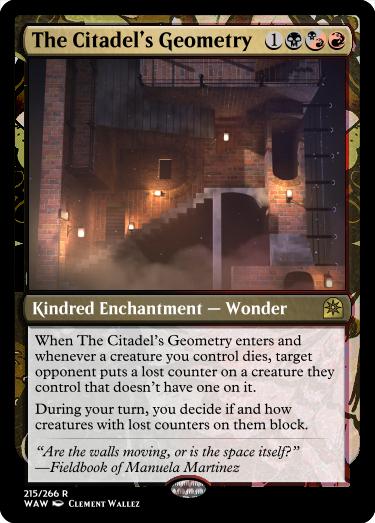 The Citadel's Geometry 1
Kindred Enchantment — Wonder
When The Citadel's Geometry enters and
whenever a creature you control dies, target
opponent puts a lost counter on a creature they
control that doesn't have one on it.
During your turn, you decide if and how
creatures with lost counters on them block.
“Are the walls moving, or is the space itself?”
—Fieldbook of Manuela Martinez
215/266 R
WAW Clement Wallez